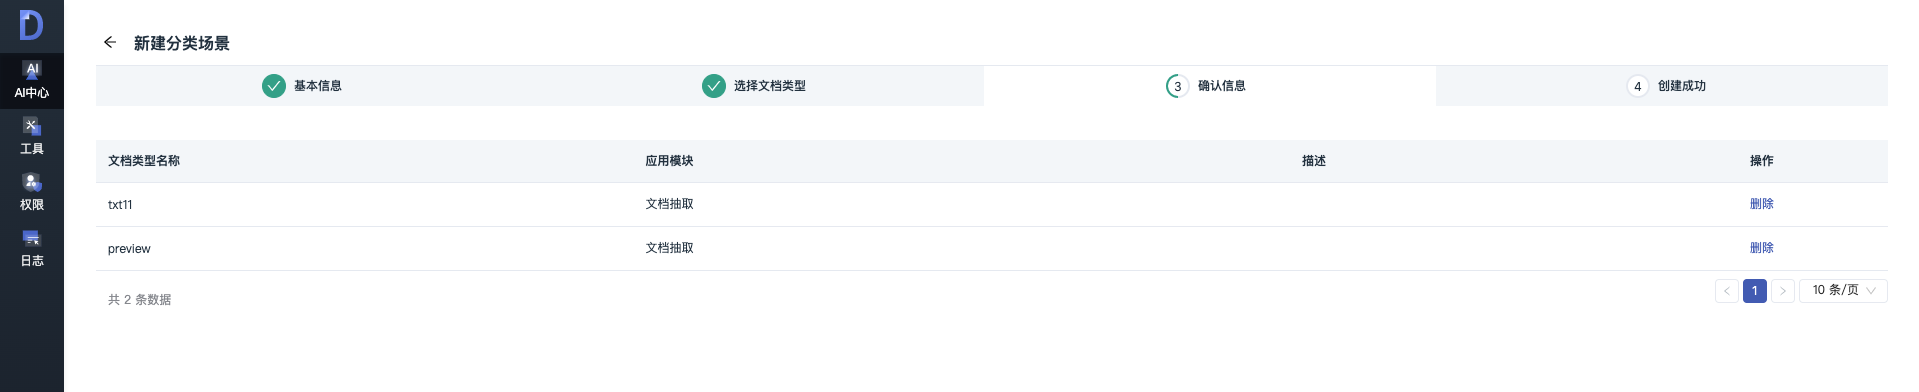 D
新建分类场景
基本信息
选择文档类型
3 确认信息
4 创建成功
AI
AI中心
工具
权限
日志
文档类型名称 应用模块 描述 操作
txt11 文档抽取 删除
preview 文档抽取 删除
共 2 条数据
1 10 条/页